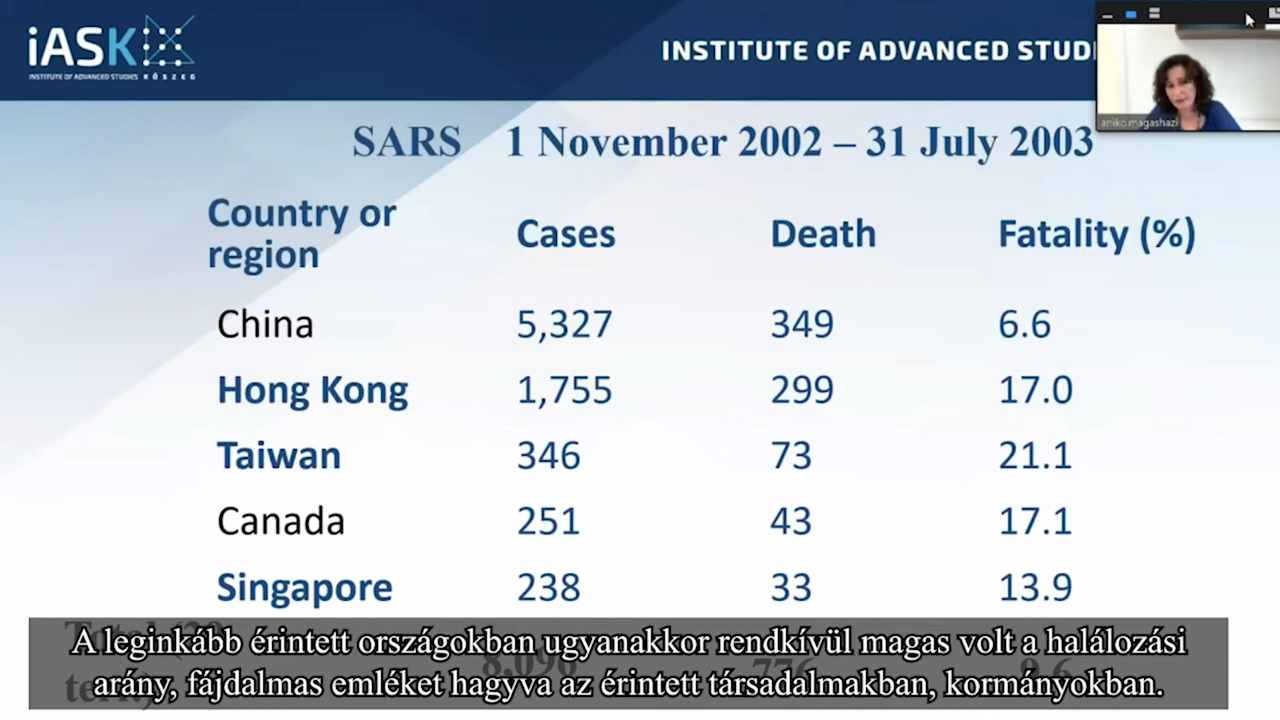 iASK
INSTITUTE OF ADVANCED STUDIES KŐSZEG
INSTITUTE OF ADVANCED STUD
aniko.magashazi
SARS 1 November 2002 – 31 July 2003
Country or region Cases Death Fatality (%)
China 5,327 349 6.6
Hong Kong 1,755 299 17.0
Taiwan 346 73 21.1
Canada 251 43 17.1
Singapore 238 33 13.9
A leginkább érintett országokban ugyanakkor rendkívül magas volt a halálozási
arány, fájdalmas emléket hagyva az érintett társadalmakban, kormányokban.